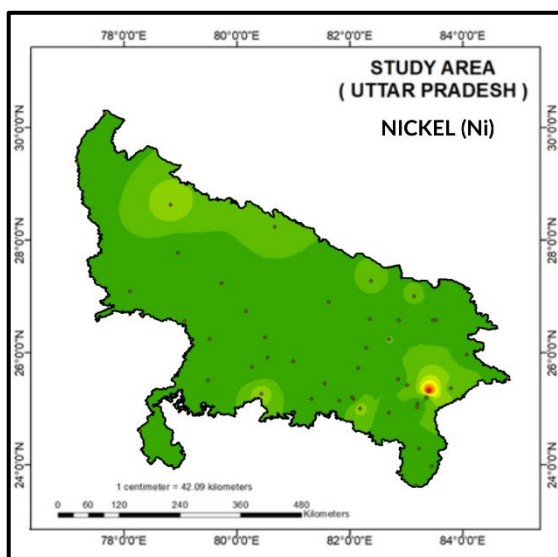 78°0'0"E 80°0'0"E 82°0'0"E 84°0'0"E
STUDY AREA
( UTTAR PRADESH )
NICKEL (Ni)
30°0'0"N 30°0'0"N
28°0'0"N 28°0'0"N
26°0'0"N 26°0'0"N
24°0'0"N 24°0'0"N
1 centimeter = 42.09 kilometers
0 60 120 240 360 480
Kilometers
78°0'0"E 80°0'0"E 82°0'0"E 84°0'0"E